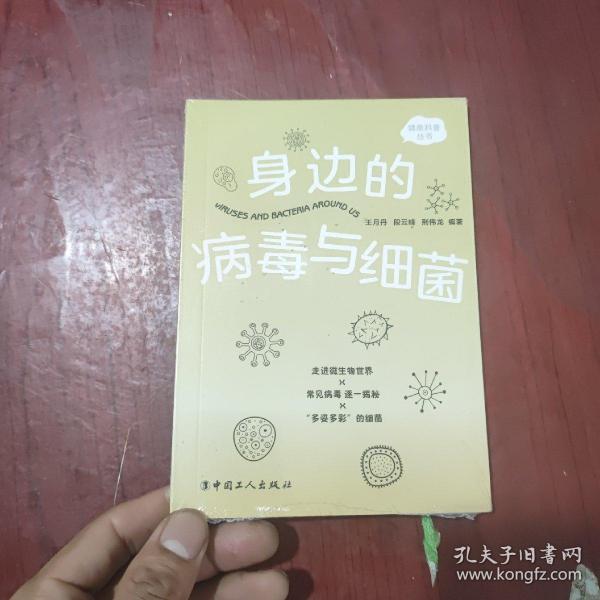 健康科普
丛书
身边的
VIRUSES AND BACTERIA AROUND US
王月丹 段云峰 荆伟龙 编著
病毒与细菌
走进微生物世界
×
常见病毒 逐一揭秘
×
“多姿多彩”的细菌
中国工人出版社
孔夫子旧书网
www.kongfz.com